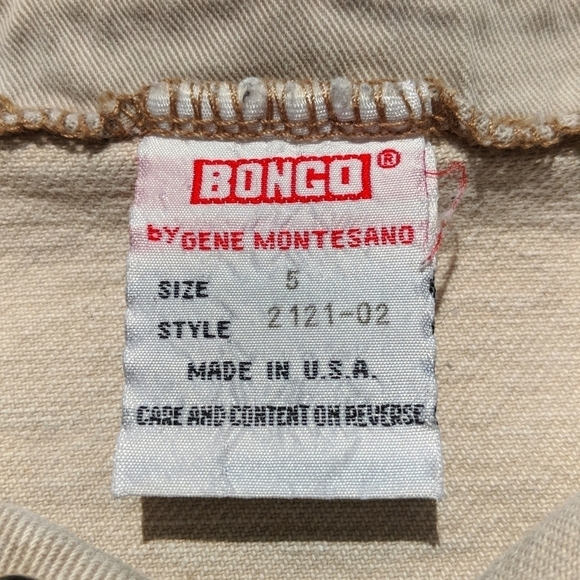 BONGO®
by GENE MONTESANO
SIZE 5
STYLE 2121-02
MADE IN U.S.A.
CARE AND CONTENT ON REVERSE